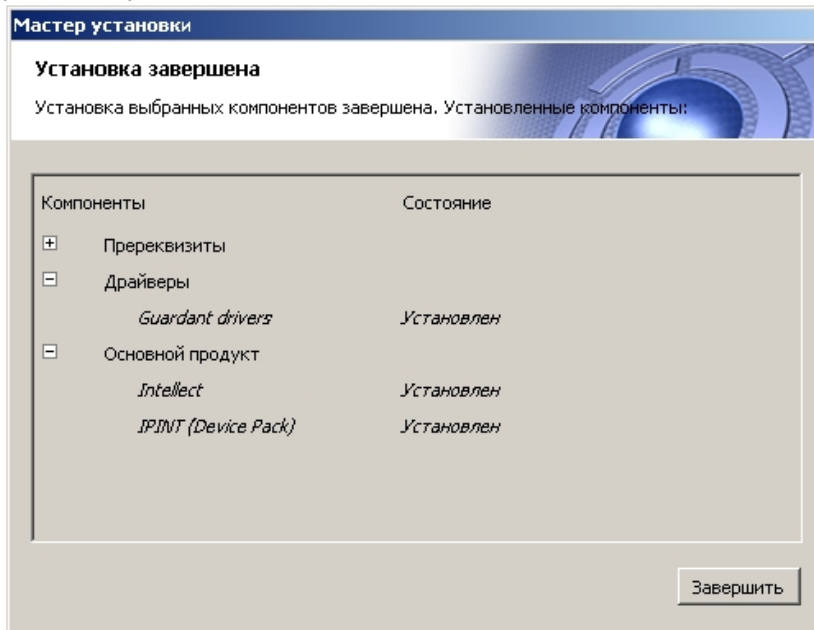 Мастер установки
Установка завершена
Установка выбранных компонентов завершена. Установленные компоненты:
Компоненты Состояние
Пререквизиты
Драйверы
Guardant drivers Установлен
Основной продукт
Intellect Установлен
IPINT (Device Pack) Установлен
Завершить